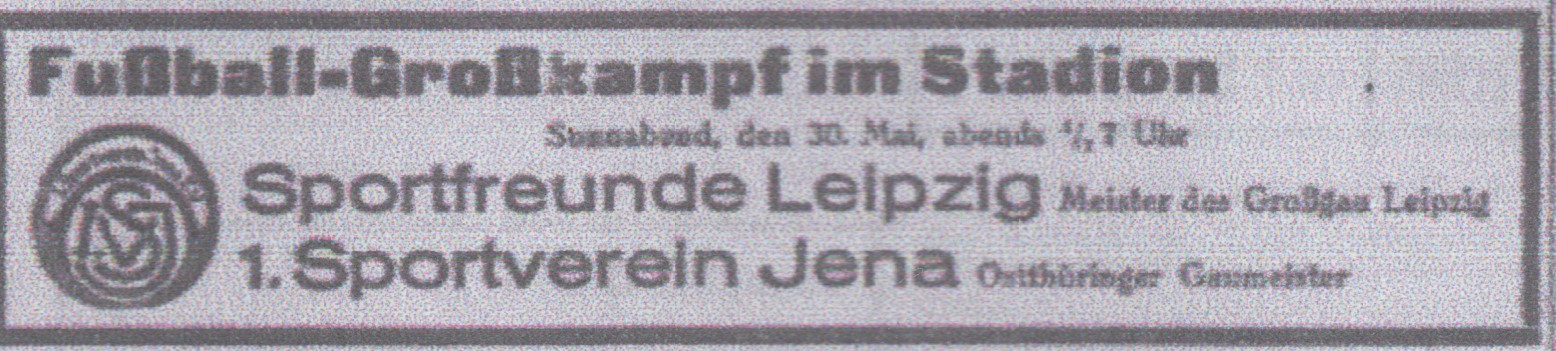 Fußball-Großkampf im Stadion
Sonnabend, den 30. Mai, abends ½7 Uhr
Sportfreunde Leipzig Meister des Großgau Leipzig
1. Sportverein Jena Ostthüringer Gaumeister